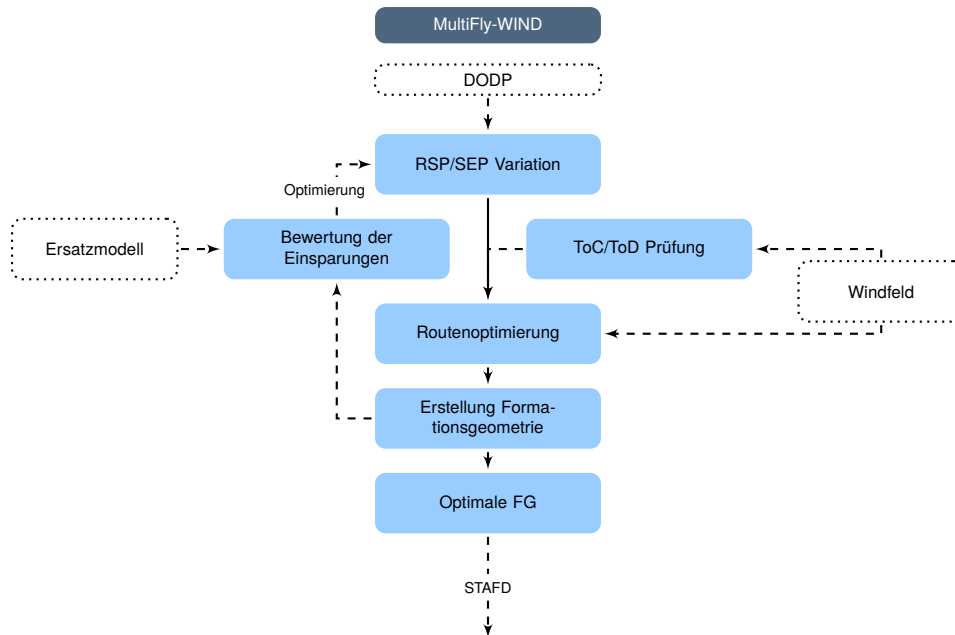 MultiFly-WIND
DODP
RSP/SEP Variation
Optimierung
Ersatzmodell
Bewertung der
Einsparungen
ToC/ToD Prüfung
Windfeld
Routenoptimierung
Erstellung Forma-
tionsgeometrie
Optimale FG
STAFD